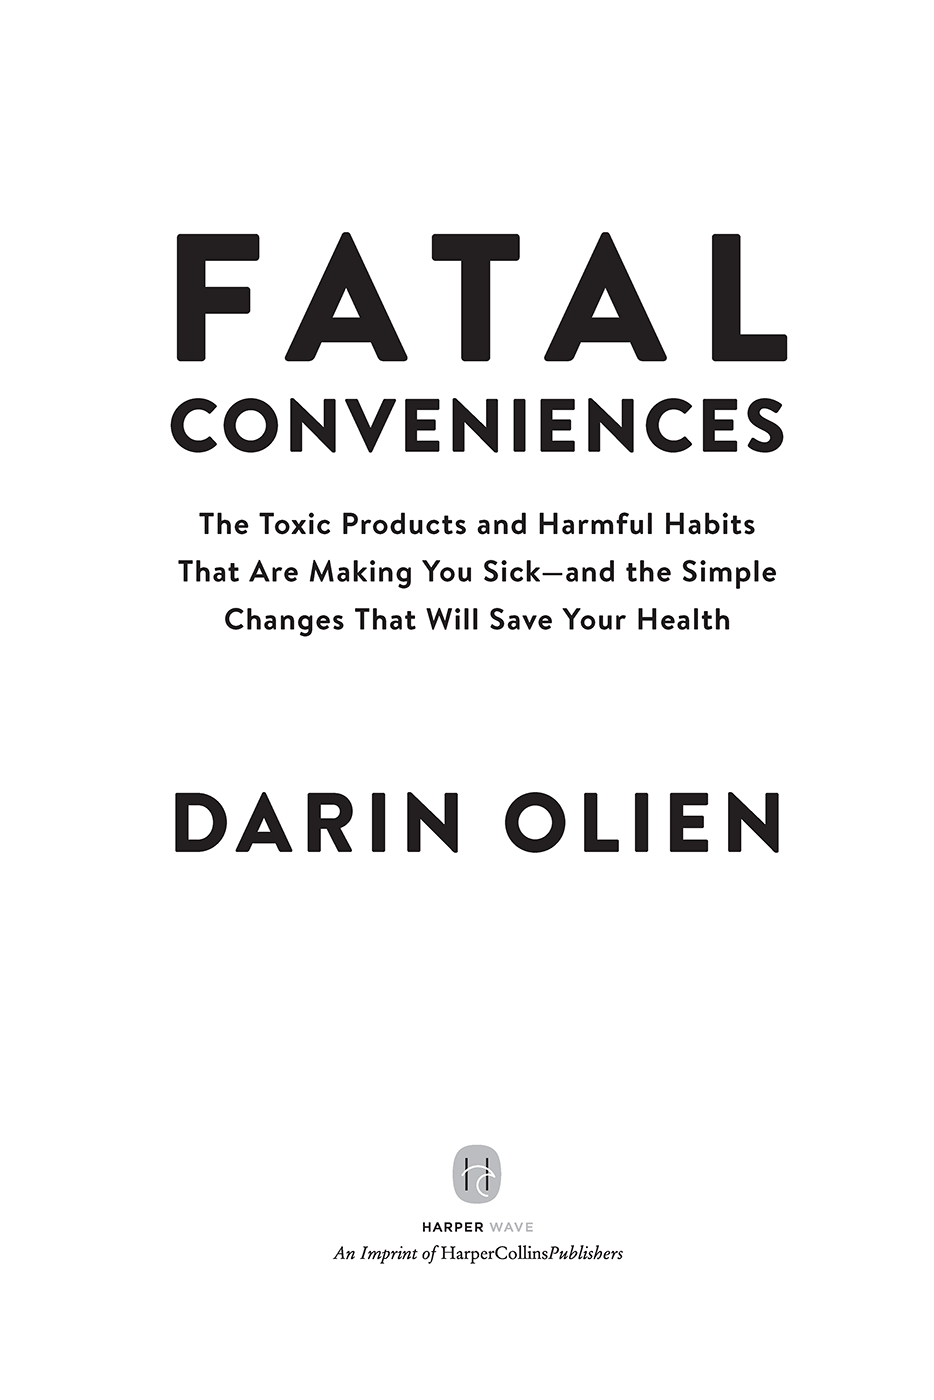 FATAL
CONVENIENCES
The Toxic Products and Harmful Habits
That Are Making You Sick—and the Simple
Changes That Will Save Your Health
DARIN OLIEN
H
HARPER WAVE
An Imprint of HarperCollinsPublishers